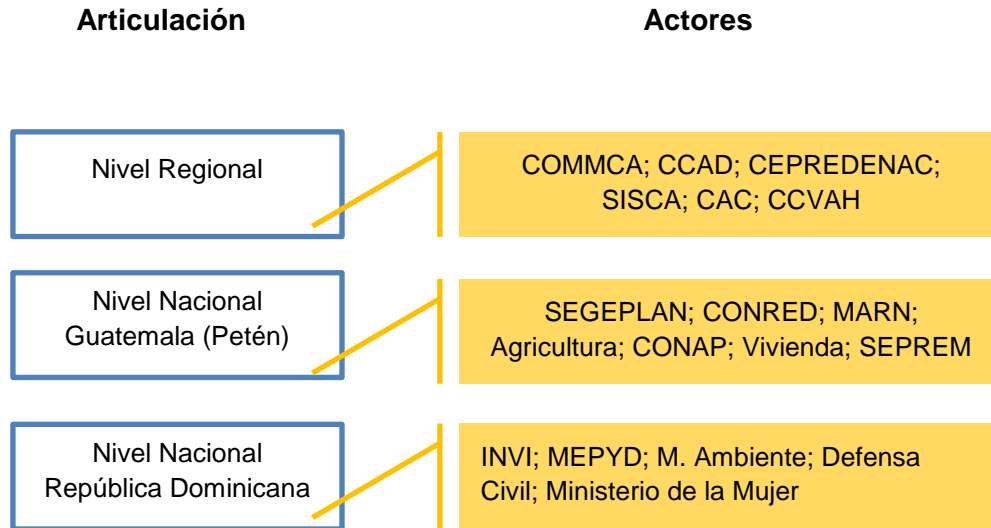 Articulación
Actores
Nivel Regional
COMMCA; CCAD; CEPREDENAC;
SISCA; CAC; CCVAH
Nivel Nacional
Guatemala (Petén)
SEGEPLAN; CONRED; MARN;
Agricultura; CONAP; Vivienda; SEPREM
Nivel Nacional
República Dominicana
INVI; MEPYD; M. Ambiente; Defensa
Civil; Ministerio de la Mujer